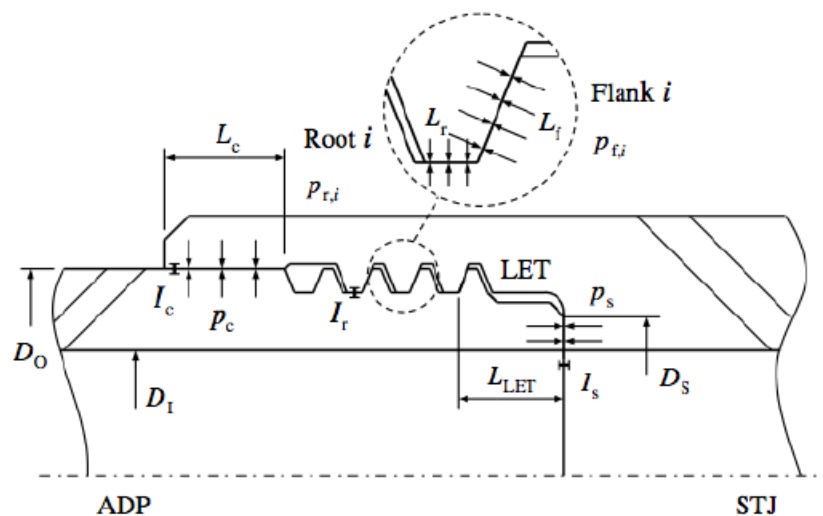 Flank i
L_r
L_f
L_c
Root i
p_f,i
p_r,i
LET
I_c
p_c
I_r
p_s
D_O
D_I
L_LET
I_s
D_S
ADP
STJ